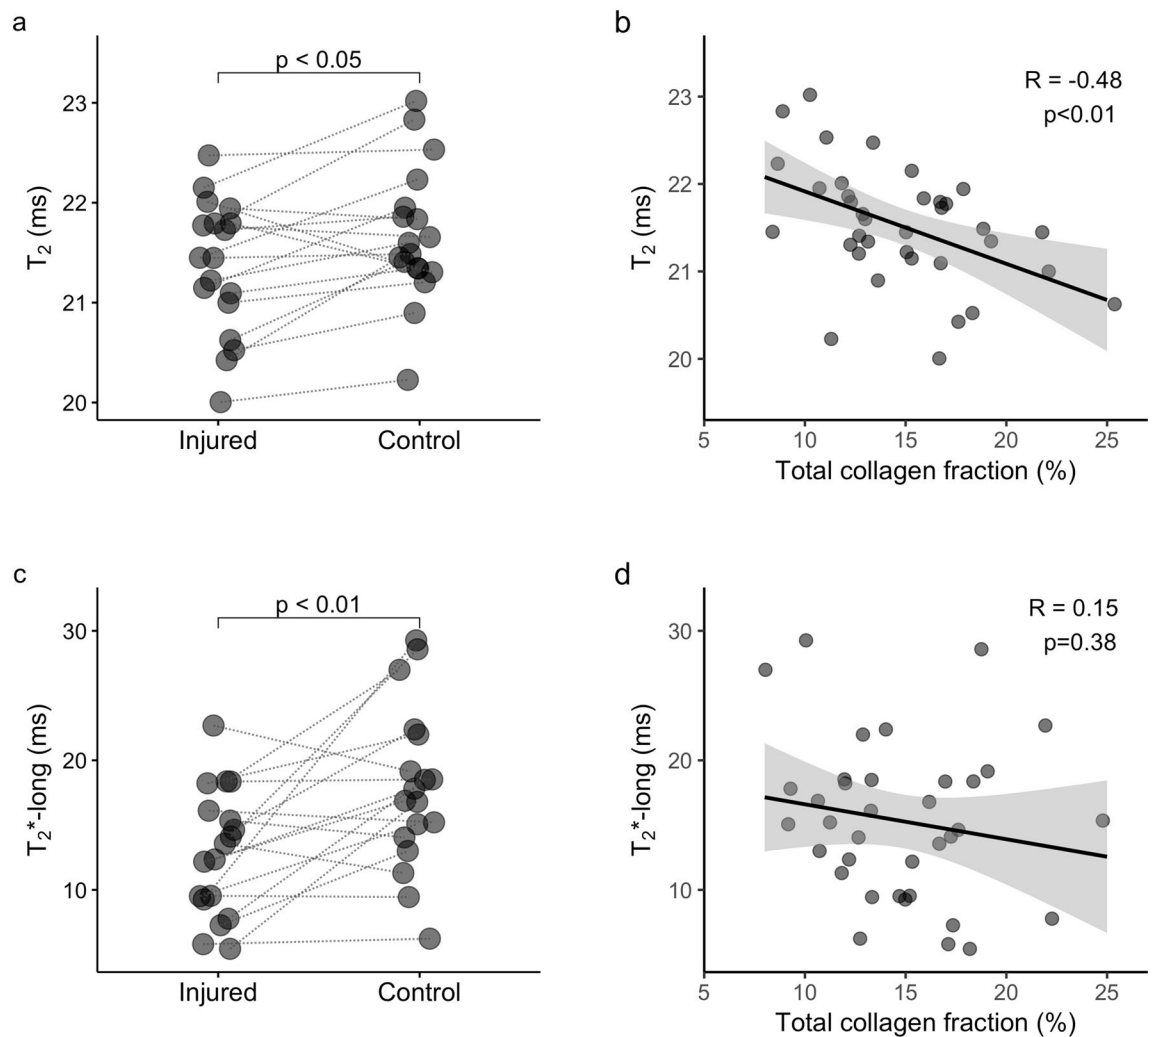 a
p < 0.05
23
22
21
20
T₂ (ms)
Injured
Control
b
R = -0.48
p<0.01
23
22
21
20
T₂ (ms)
5
10
15
20
25
Total collagen fraction (%)
c
p < 0.01
30
20
10
T₂*-long (ms)
Injured
Control
d
R = 0.15
p=0.38
30
20
10
T₂*-long (ms)
5
10
15
20
25
Total collagen fraction (%)